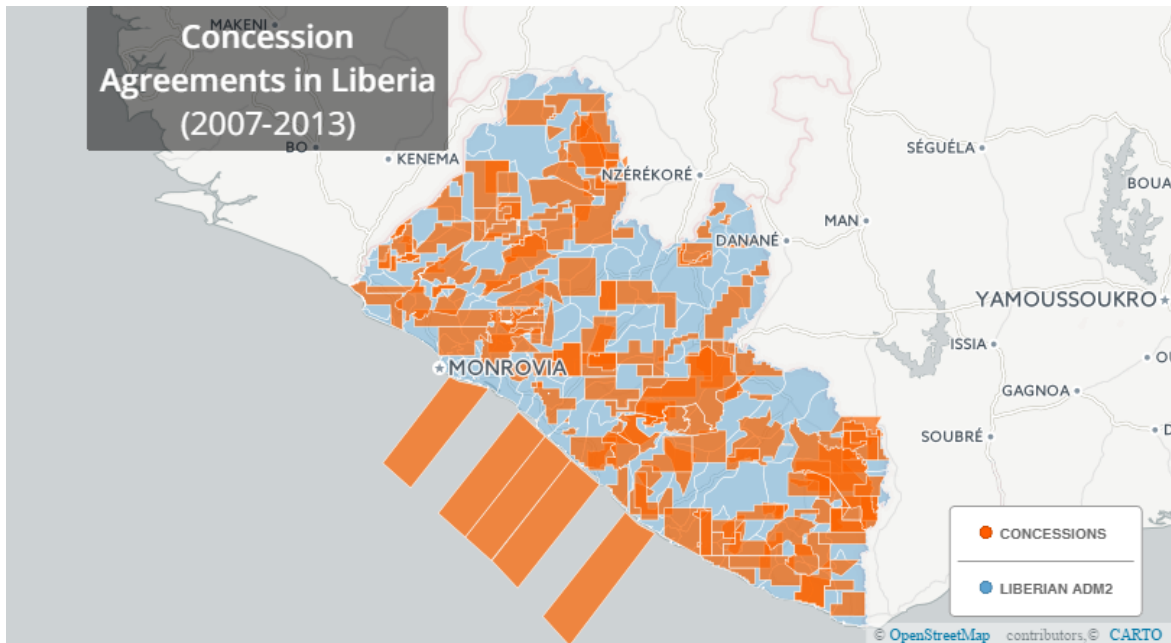 MAKENI
Concession
Agreements in Liberia
(2007-2013)
BO
KENEMA
SÉGUÉLA
NZÉRÉKORÉ
BOUA
MAN
DANANÉ
YAMOUSSOUKRO
ISSIA
OU
MONROVIA
GAGNOA
SOUBRÉ
D
CONCESSIONS
LIBERIAN ADM2
© OpenStreetMap contributors,© CARTO